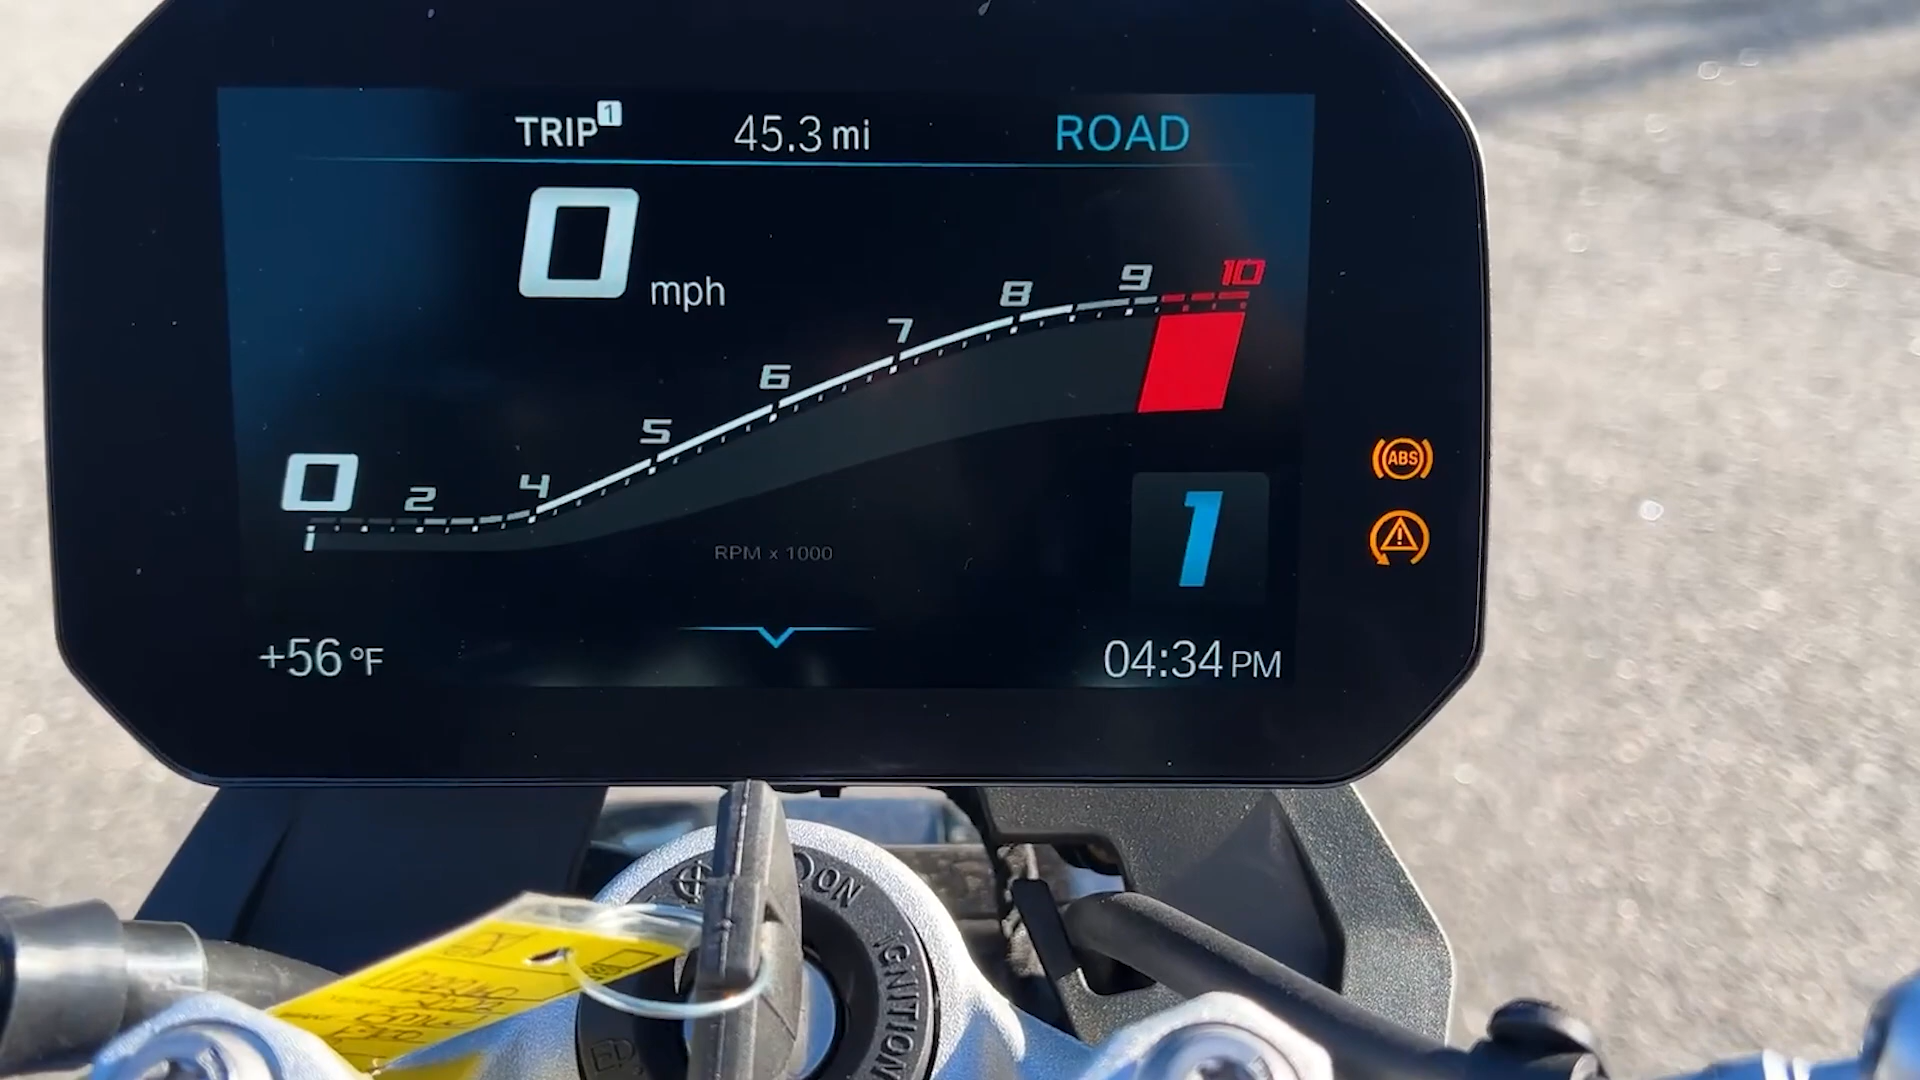 TRIP 1 45.3 mi ROAD
0 mph
0 2 4 5 6 7 8 9 10
RPM x 1000
1
ABS
+56 °F 04:34 PM
ON
IGNITION